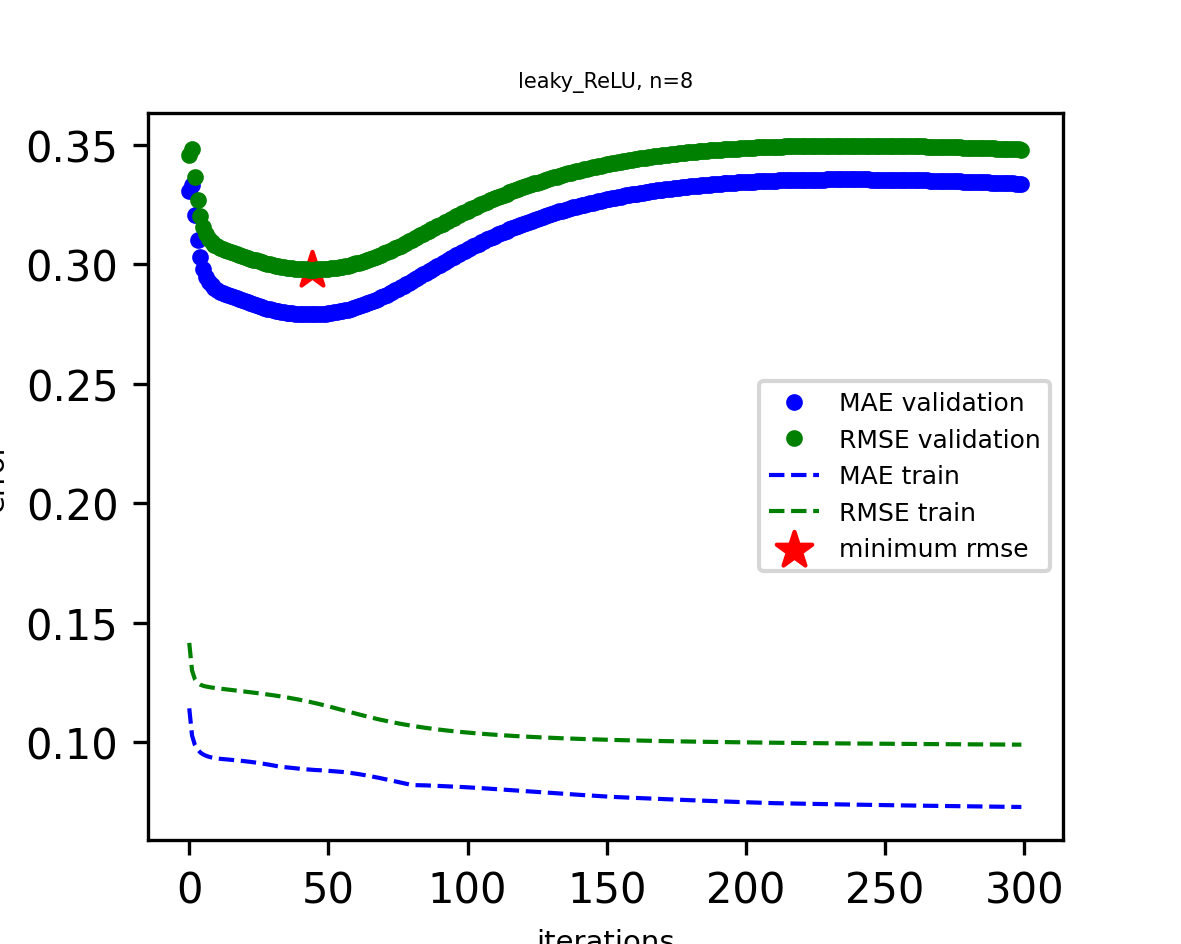 leaky_ReLU, n=8
0.35
0.30
0.25
0.20
0.15
0.10
MAE validation
RMSE validation
MAE train
RMSE train
minimum rmse
0 50 100 150 200 250 300
iterations